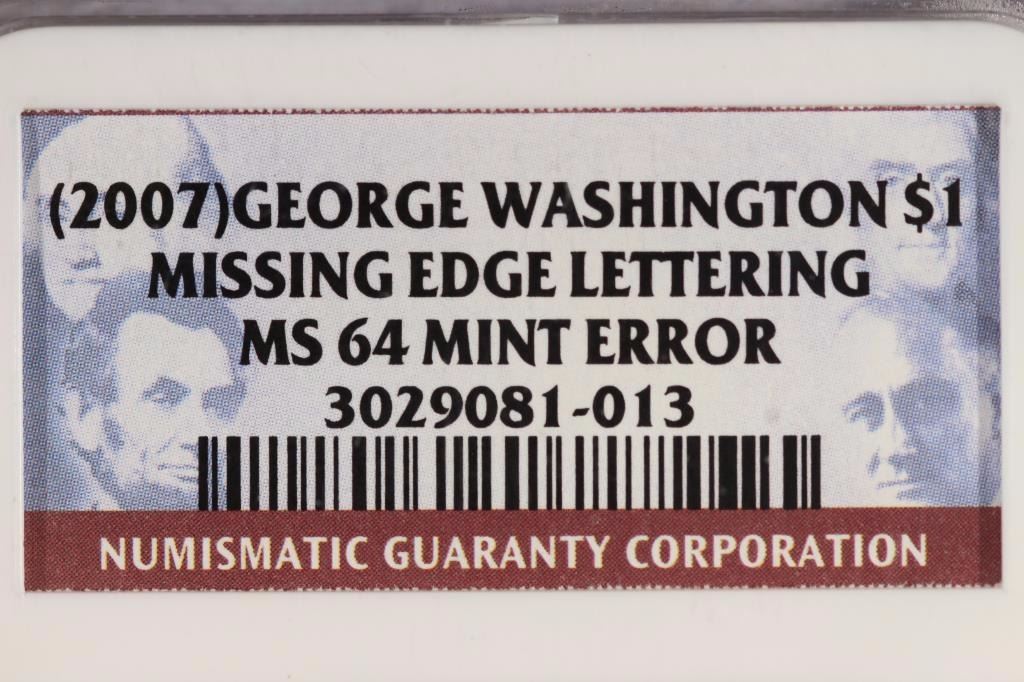 (2007)GEORGE WASHINGTON $1
MISSING EDGE LETTERING
MS 64 MINT ERROR
3029081-013
NUMISMATIC GUARANTY CORPORATION